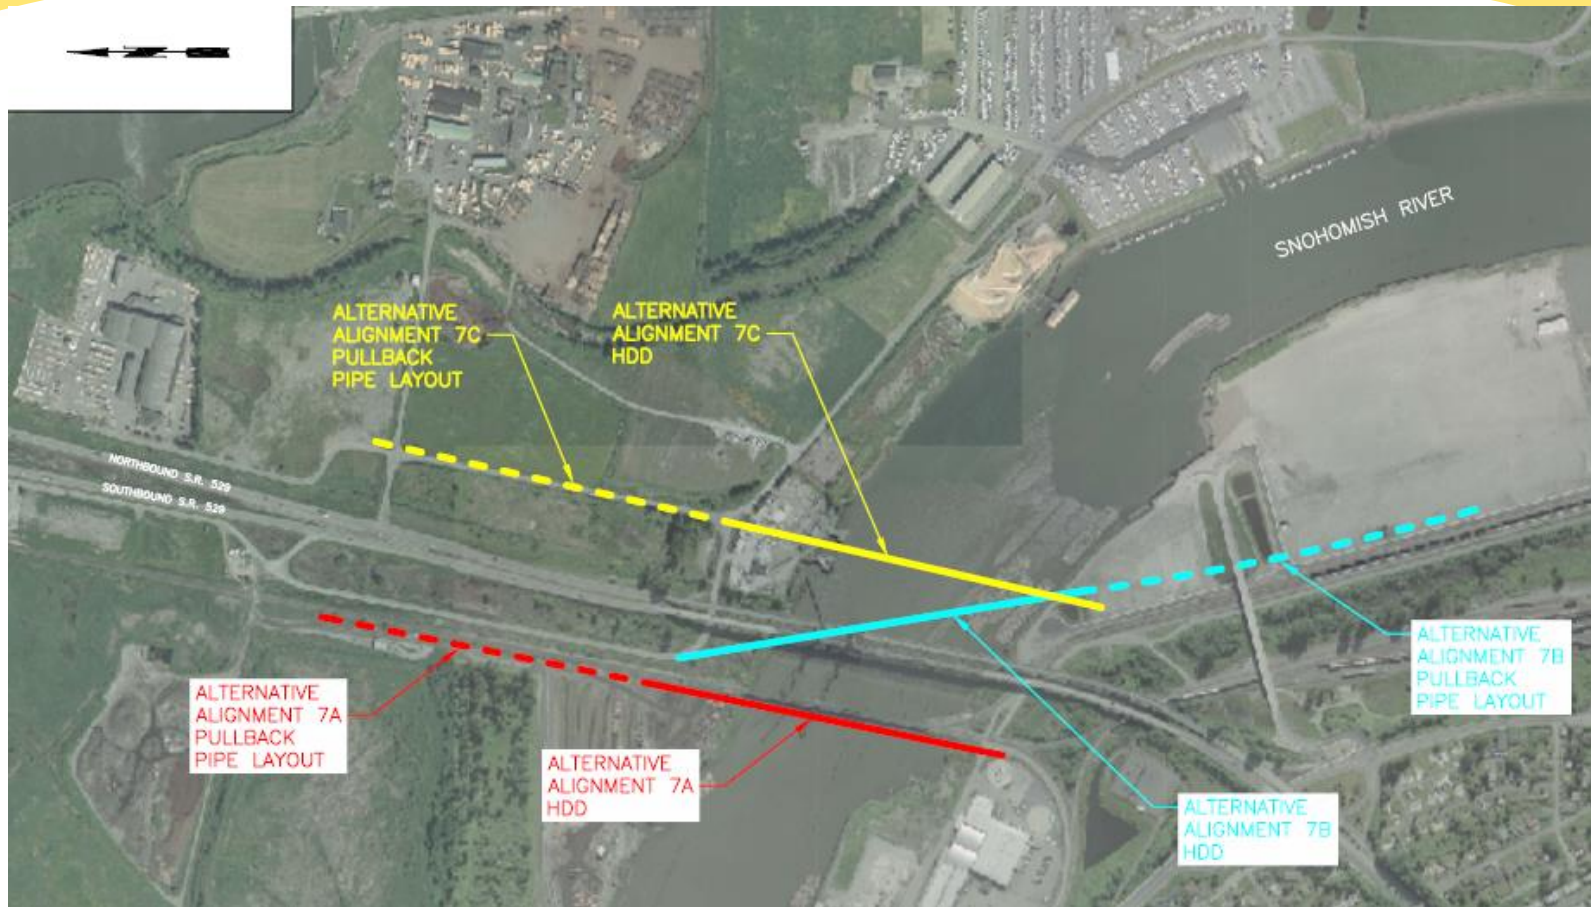 SNOHOMISH RIVER
ALTERNATIVE
ALIGNMENT 7C
PULLBACK
PIPE LAYOUT
ALTERNATIVE
ALIGNMENT 7C
HDD
NORTHBOUND S.R. 529
SOUTHBOUND S.R. 529
ALTERNATIVE
ALIGNMENT 7A
PULLBACK
PIPE LAYOUT
ALTERNATIVE
ALIGNMENT 7A
HDD
ALTERNATIVE
ALIGNMENT 7B
PULLBACK
PIPE LAYOUT
ALTERNATIVE
ALIGNMENT 7B
HDD